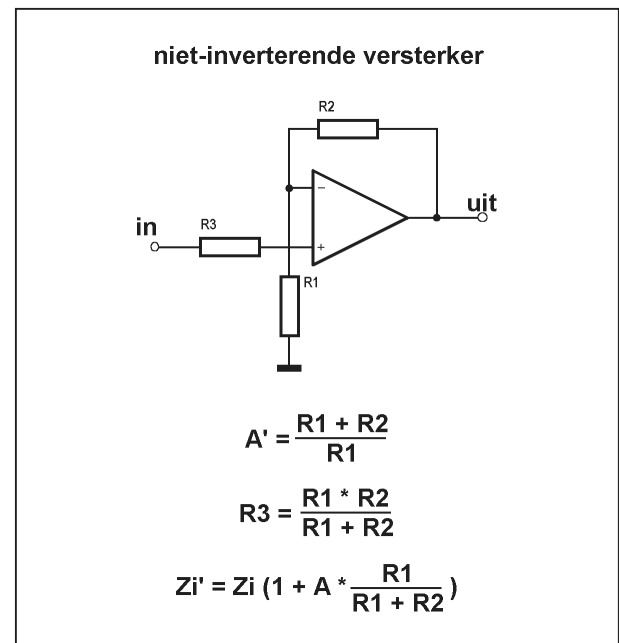 niet-inverterende versterker
R2
−
in
R3
uit
+
R1
A' = R1 + R2 / R1
R3 = R1 * R2 / R1 + R2
Zi' = Zi (1 + A * R1 / R1 + R2 )